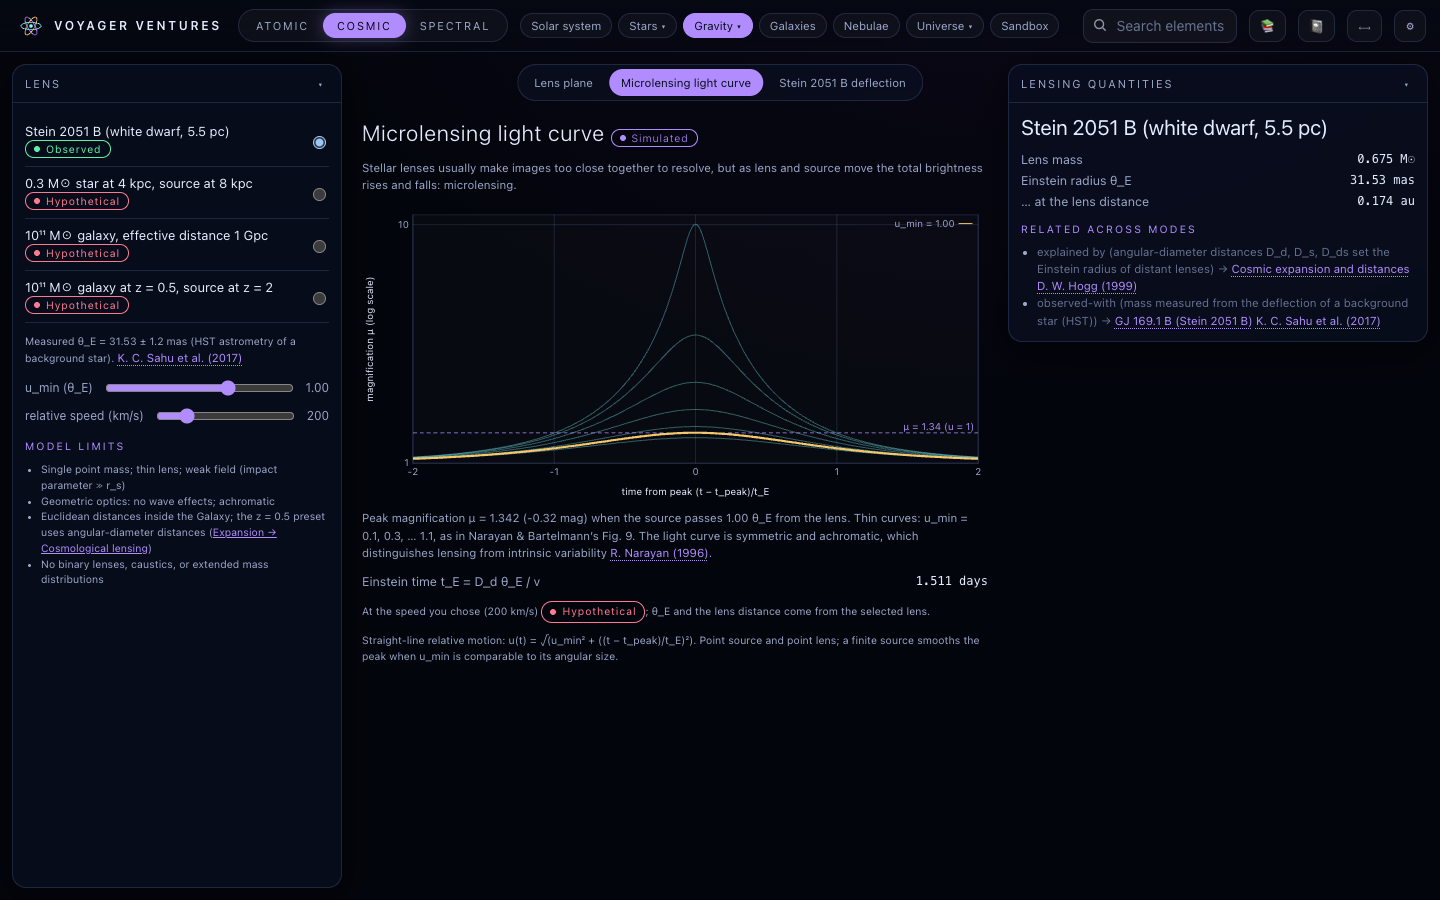 VOYAGER VENTURES
ATOMIC COSMIC SPECTRAL
Solar system Stars Gravity Galaxies Nebulae Universe Sandbox
Search elements
LENS
Stein 2051 B (white dwarf, 5.5 pc)
Observed
0.3 M☉ star at 4 kpc, source at 8 kpc
Hypothetical
10¹¹ M☉ galaxy, effective distance 1 Gpc
Hypothetical
10¹¹ M☉ galaxy at z = 0.5, source at z = 2
Hypothetical
Measured θ_E = 31.53 ± 1.2 mas (HST astrometry of a
background star). K. C. Sahu et al. (2017)
u_min (θ_E) 1.00
relative speed (km/s) 200
MODEL LIMITS
Single point mass; thin lens; weak field (impact
parameter » r_s)
Geometric optics: no wave effects; achromatic
Euclidean distances inside the Galaxy; the z = 0.5 preset
uses angular-diameter distances (Expansion →
Cosmological lensing)
No binary lenses, caustics, or extended mass
distributions
Lens plane Microlensing light curve Stein 2051 B deflection
Microlensing light curve Simulated
Stellar lenses usually make images too close together to resolve, but as lens and source move the total brightness
rises and falls: microlensing.
10
u_min = 1.00
magnification μ (log scale)
μ = 1.34 (u = 1)
1
-2 -1 0 1 2
time from peak (t − t_peak)/t_E
Peak magnification μ = 1.342 (-0.32 mag) when the source passes 1.00 θ_E from the lens. Thin curves: u_min =
0.1, 0.3, … 1.1, as in Narayan & Bartelmann's Fig. 9. The light curve is symmetric and achromatic, which
distinguishes lensing from intrinsic variability R. Narayan (1996).
Einstein time t_E = D_d θ_E / v 1.511 days
At the speed you chose (200 km/s) Hypothetical; θ_E and the lens distance come from the selected lens.
Straight-line relative motion: u(t) = √(u_min² + ((t − t_peak)/t_E)²). Point source and point lens; a finite source smooths the
peak when u_min is comparable to its angular size.
LENSING QUANTITIES
Stein 2051 B (white dwarf, 5.5 pc)
Lens mass 0.675 M☉
Einstein radius θ_E 31.53 mas
… at the lens distance 0.174 au
RELATED ACROSS MODES
explained by (angular-diameter distances D_d, D_s, D_ds set the
Einstein radius of distant lenses) → Cosmic expansion and distances
D. W. Hogg (1999)
observed-with (mass measured from the deflection of a background
star (HST)) → GJ 169.1 B (Stein 2051 B) K. C. Sahu et al. (2017)